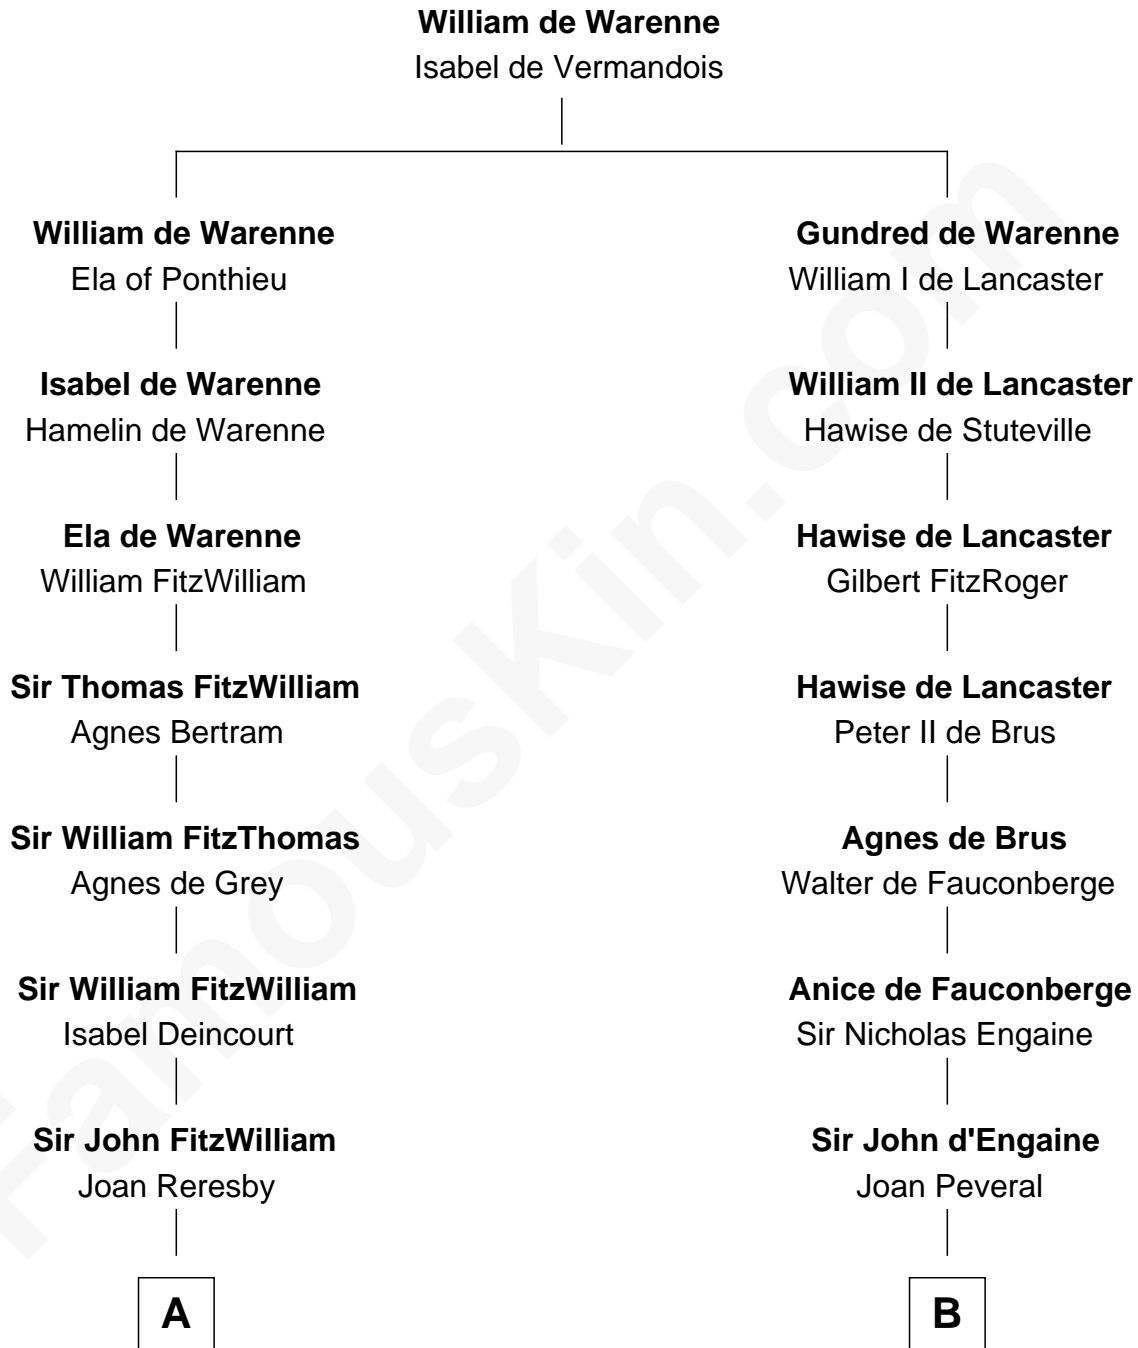 William de Warenne
Isabel de Vermandois
William de Warenne
Ela of Ponthieu
Isabel de Warenne
Hamelin de Warenne
Ela de Warenne
William FitzWilliam
Sir Thomas FitzWilliam
Agnes Bertram
Sir William FitzThomas
Agnes de Grey
Sir William FitzWilliam
Isabel Deincourt
Sir John FitzWilliam
Joan Reresby
A
Gundred de Warenne
William I de Lancaster
William II de Lancaster
Hawise de Stuteville
Hawise de Lancaster
Gilbert FitzRoger
Hawise de Lancaster
Peter II de Brus
Agnes de Brus
Walter de Fauconberge
Anice de Fauconberge
Sir Nicholas Engaine
Sir John d'Engaine
Joan Peveral
B
FamousKin.com